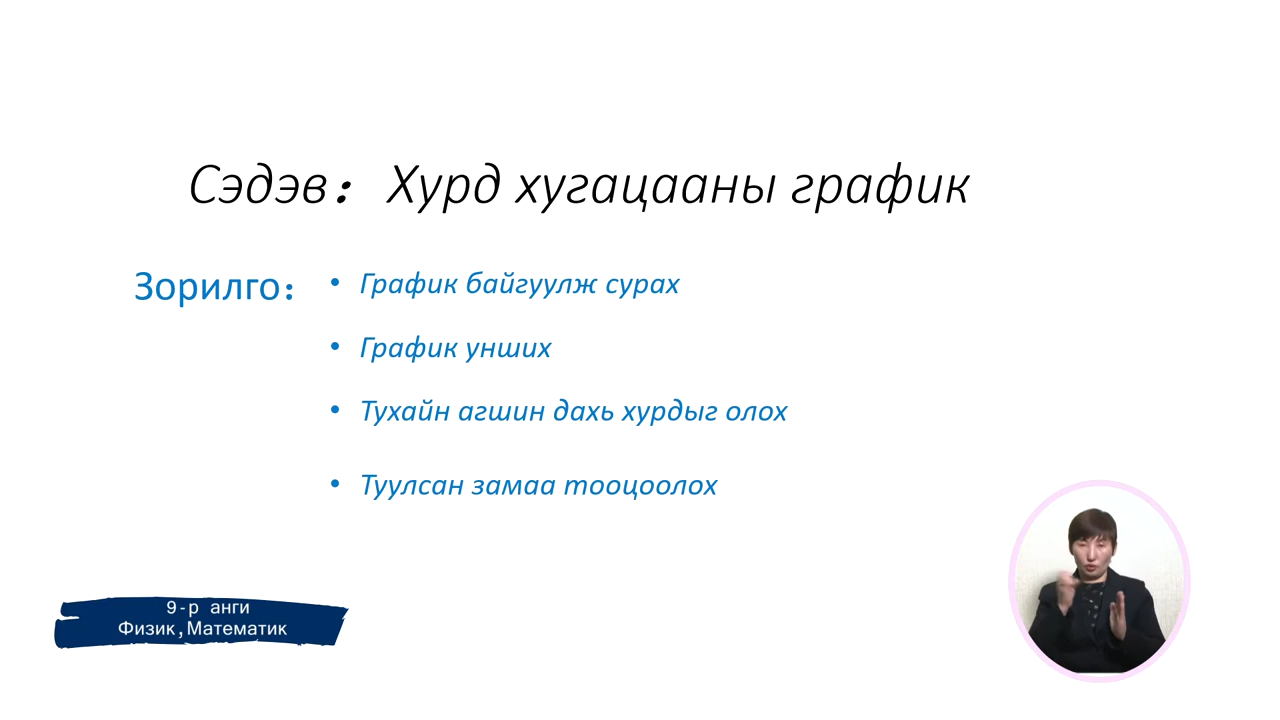 Сэдэв: Хурд хугацааны график
Зорилго:
• График байгуулж сурах
• График унших
• Тухайн агшин дахь хурдыг олох
• Туулсан замаа тооцоолох
9-р анги
Физик,Математик